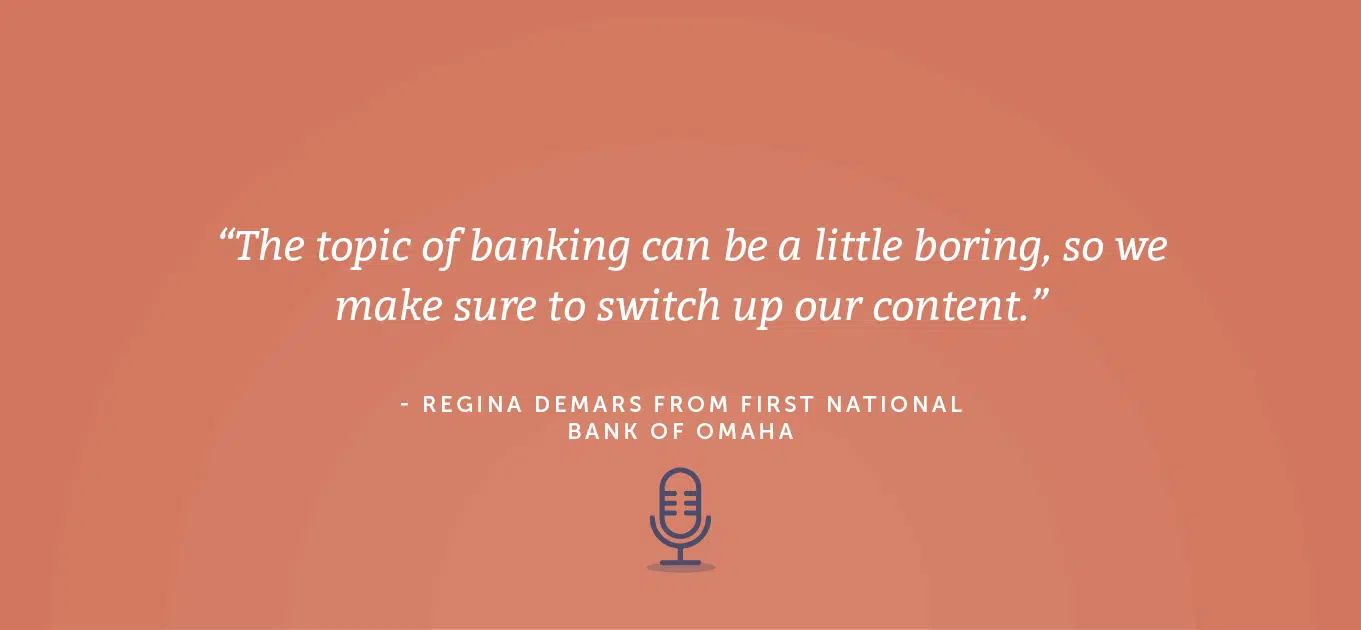 “The topic of banking can be a little boring, so we
make sure to switch up our content.”
- REGINA DEMARS FROM FIRST NATIONAL
BANK OF OMAHA